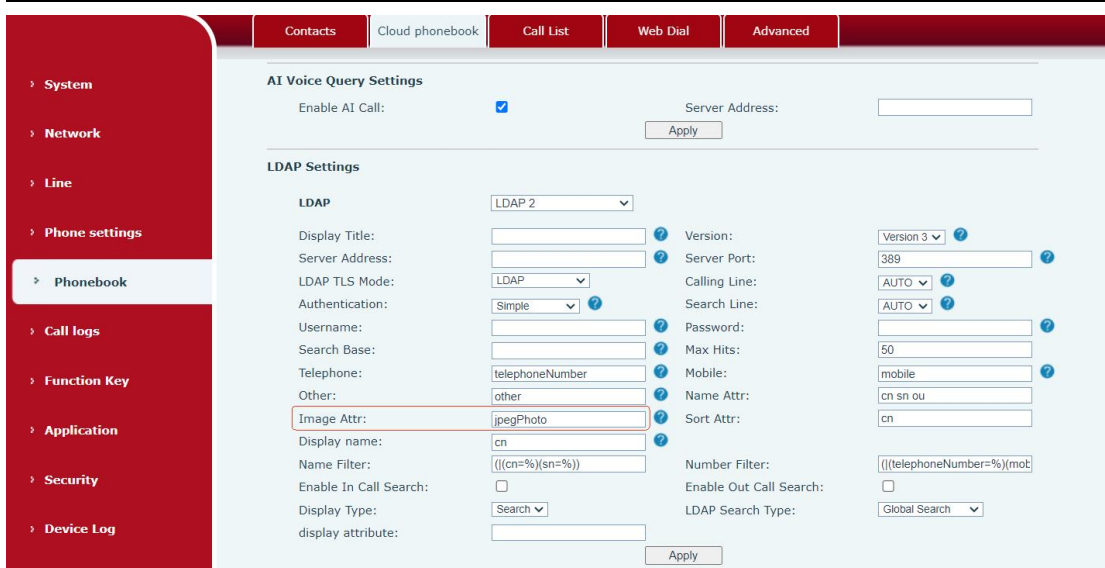 Contacts Cloud phonebook Call List Web Dial Advanced
System
Network
Line
Phone settings
Phonebook
Call logs
Function Key
Application
Security
Device Log
AI Voice Query Settings
Enable AI Call: Server Address:
Apply
LDAP Settings
LDAP LDAP 2
Display Title: ? Version: Version 3 ?
Server Address: ? Server Port: 389 ?
LDAP TLS Mode: LDAP Calling Line: AUTO ?
Authentication: Simple ? Search Line: AUTO ?
Username: ? Password: ?
Search Base: ? Max Hits: 50
Telephone: telephoneNumber ? Mobile: mobile ?
Other: other ? Name Attr: cn sn ou
Image Attr: jpegPhoto ? Sort Attr: cn
Display name: cn ?
Name Filter: (|(cn=%)(sn=%)) Number Filter: (|(telephoneNumber=%)(mot
Enable In Call Search: Enable Out Call Search:
Display Type: Search LDAP Search Type: Global Search
display attribute:
Apply